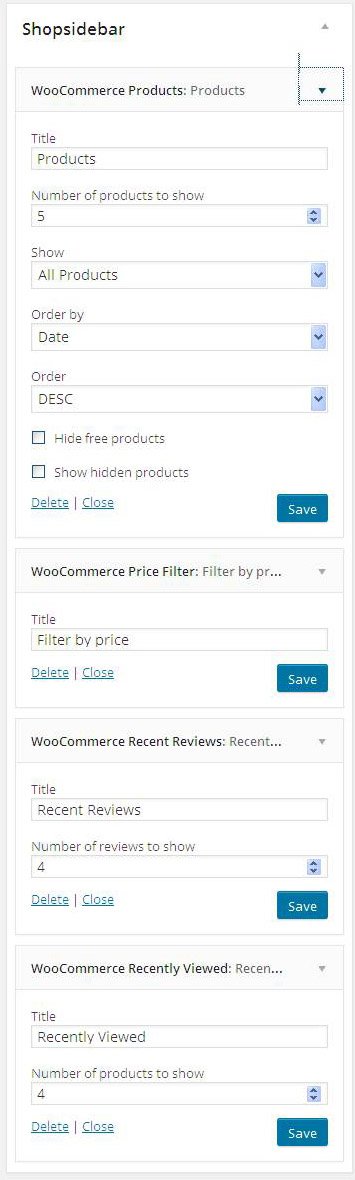 Shopsidebar
WooCommerce Products: Products
Title
Products
Number of products to show
5
Show
All Products
Order by
Date
Order
DESC
Hide free products
Show hidden products
Delete | Close
Save
WooCommerce Price Filter: Filter by pr...
Title
Filter by price
Delete | Close
Save
WooCommerce Recent Reviews: Recent...
Title
Recent Reviews
Number of reviews to show
4
Delete | Close
Save
WooCommerce Recently Viewed: Recen...
Title
Recently Viewed
Number of products to show
4
Delete | Close
Save